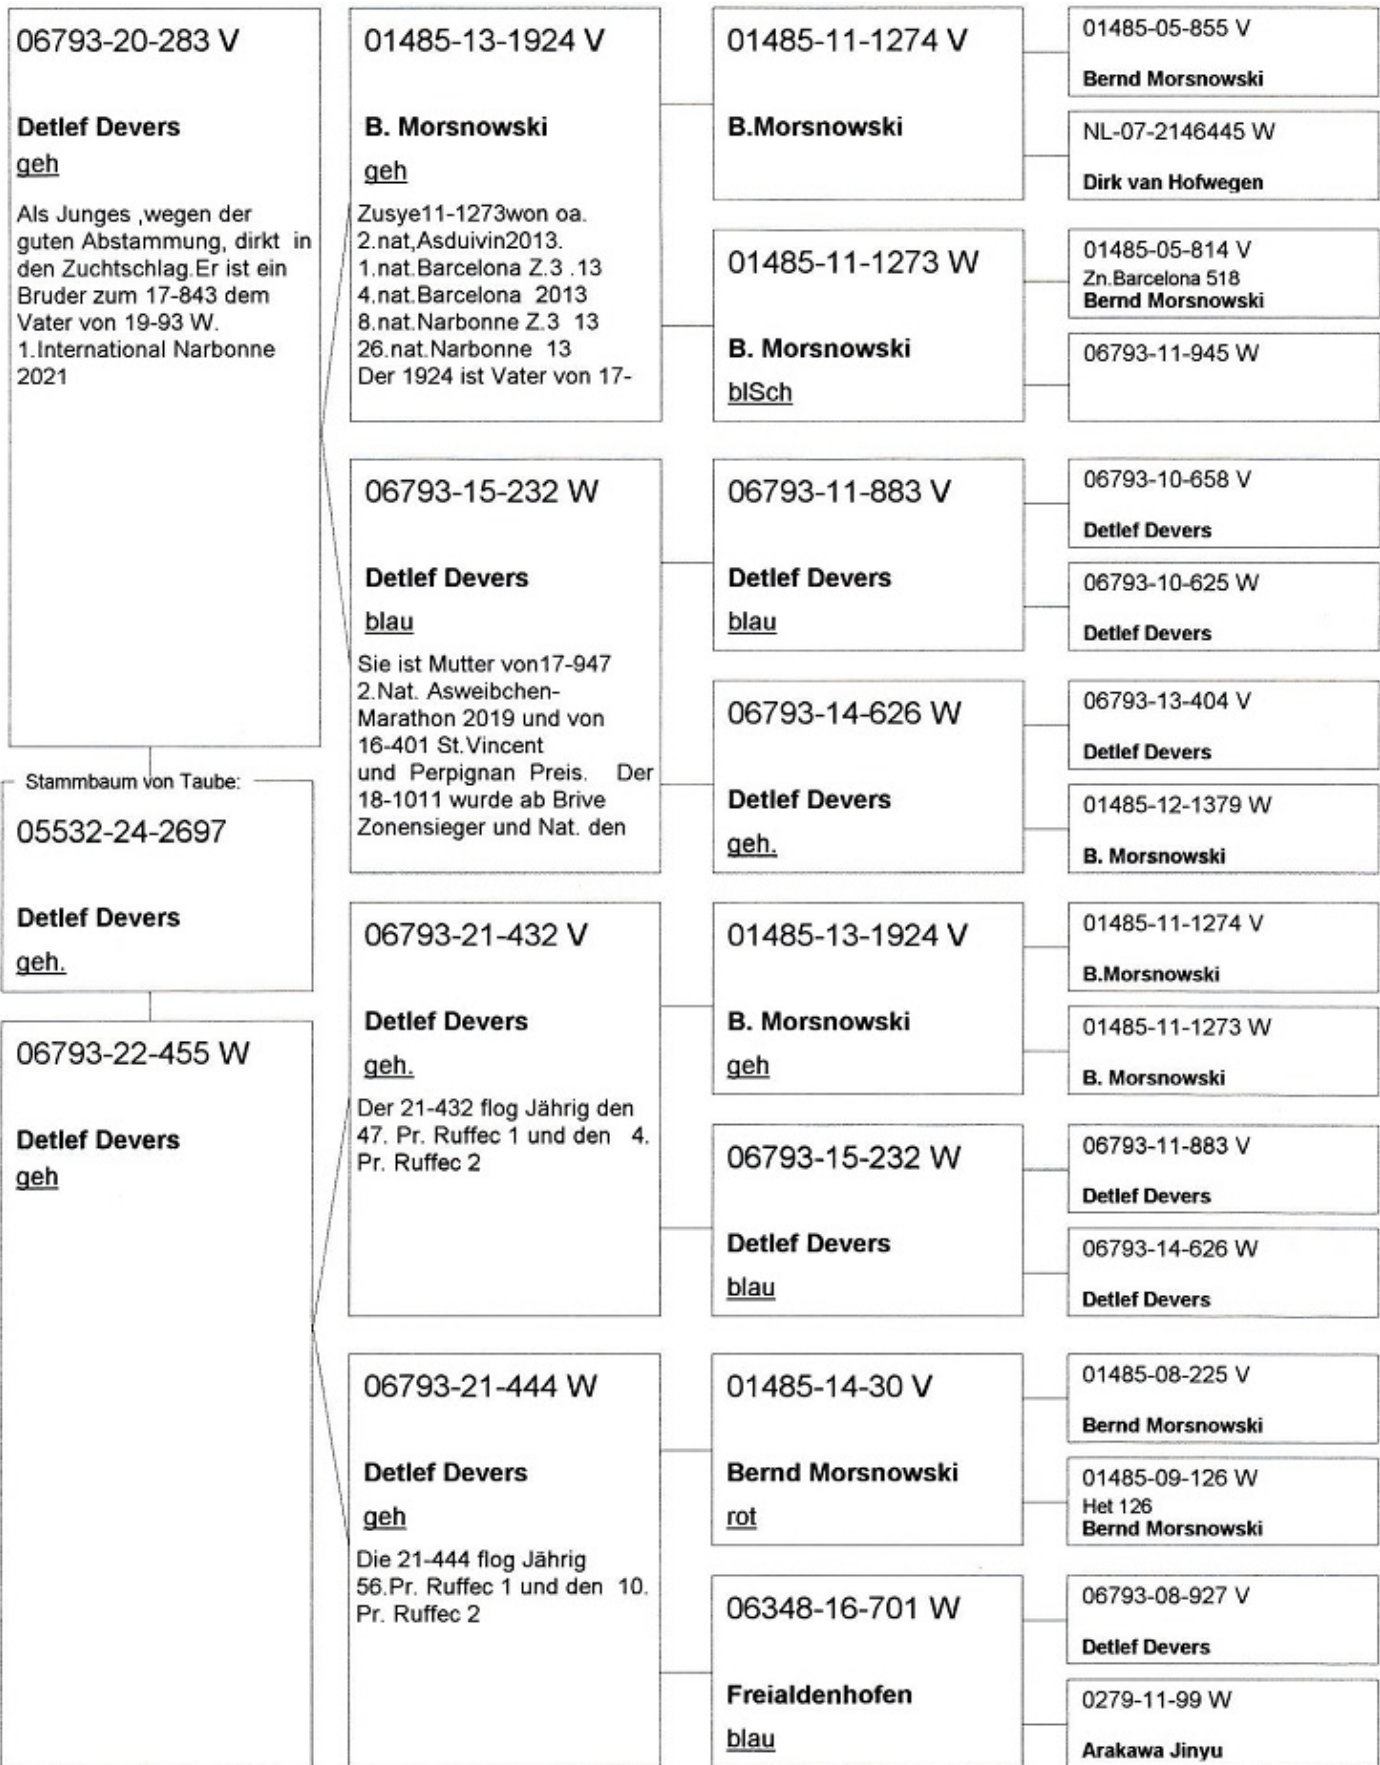 06793-20-283 V
Detlef Devers
geh
Als Junges ,wegen der
guten Abstammung, dirkt in
den Zuchtschlag.Er ist ein
Bruder zum 17-843 dem
Vater von 19-93 W.
1.International Narbonne
2021
Stammbaum von Taube:
05532-24-2697
Detlef Devers
geh.
06793-22-455 W
Detlef Devers
geh
01485-13-1924 V
B. Morsnowski
geh
Zusye11-1273won oa.
2.nat,Asduivin2013.
1.nat.Barcelona Z.3 .13
4.nat.Barcelona 2013
8.nat.Narbonne Z.3 13
26.nat.Narbonne 13
Der 1924 ist Vater von 17-
06793-15-232 W
Detlef Devers
blau
Sie ist Mutter von17-947
2.Nat. Asweibchen-
Marathon 2019 und von
16-401 St.Vincent
und Perpignan Preis. Der
18-1011 wurde ab Brive
Zonensieger und Nat. den
06793-21-432 V
Detlef Devers
geh.
Der 21-432 flog Jährig den
47. Pr. Ruffec 1 und den 4.
Pr. Ruffec 2
06793-21-444 W
Detlef Devers
geh
Die 21-444 flog Jährig
56.Pr. Ruffec 1 und den 10.
Pr. Ruffec 2
01485-11-1274 V
B.Morsnowski
01485-11-1273 W
B. Morsnowski
blSch
06793-11-883 V
Detlef Devers
blau
06793-14-626 W
Detlef Devers
geh.
01485-13-1924 V
B. Morsnowski
geh
06793-15-232 W
Detlef Devers
blau
01485-14-30 V
Bernd Morsnowski
rot
06348-16-701 W
Freialdenhofen
blau
01485-05-855 V
Bernd Morsnowski
NL-07-2146445 W
Dirk van Hofwegen
01485-05-814 V
Zn.Barcelona 518
Bernd Morsnowski
06793-11-945 W
06793-10-658 V
Detlef Devers
06793-10-625 W
Detlef Devers
06793-13-404 V
Detlef Devers
01485-12-1379 W
B. Morsnowski
01485-11-1274 V
B.Morsnowski
01485-11-1273 W
B. Morsnowski
06793-11-883 V
Detlef Devers
06793-14-626 W
Detlef Devers
01485-08-225 V
Bernd Morsnowski
01485-09-126 W
Het 126
Bernd Morsnowski
06793-08-927 V
Detlef Devers
0279-11-99 W
Arakawa Jinyu